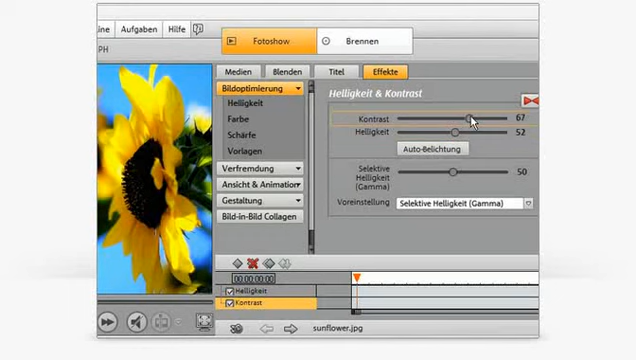 ine Aufgaben Hilfe
Fotoshow Brennen
PH
Medien Blenden Titel Effekte
Bildoptimierung
Helligkeit & Kontrast
Helligkeit
Farbe
Kontrast 67
Schärfe
Helligkeit 52
Vorlagen
Auto-Belichtung
Verfremdung
Selektive
Helligkeit
(Gamma) 50
Ansicht & Animation
Gestaltung
Voreinstellung Selektive Helligkeit (Gamma)
Bild-in-Bild Collagen
00:00:00:00
Helligkeit
Kontrast
sunflower.jpg